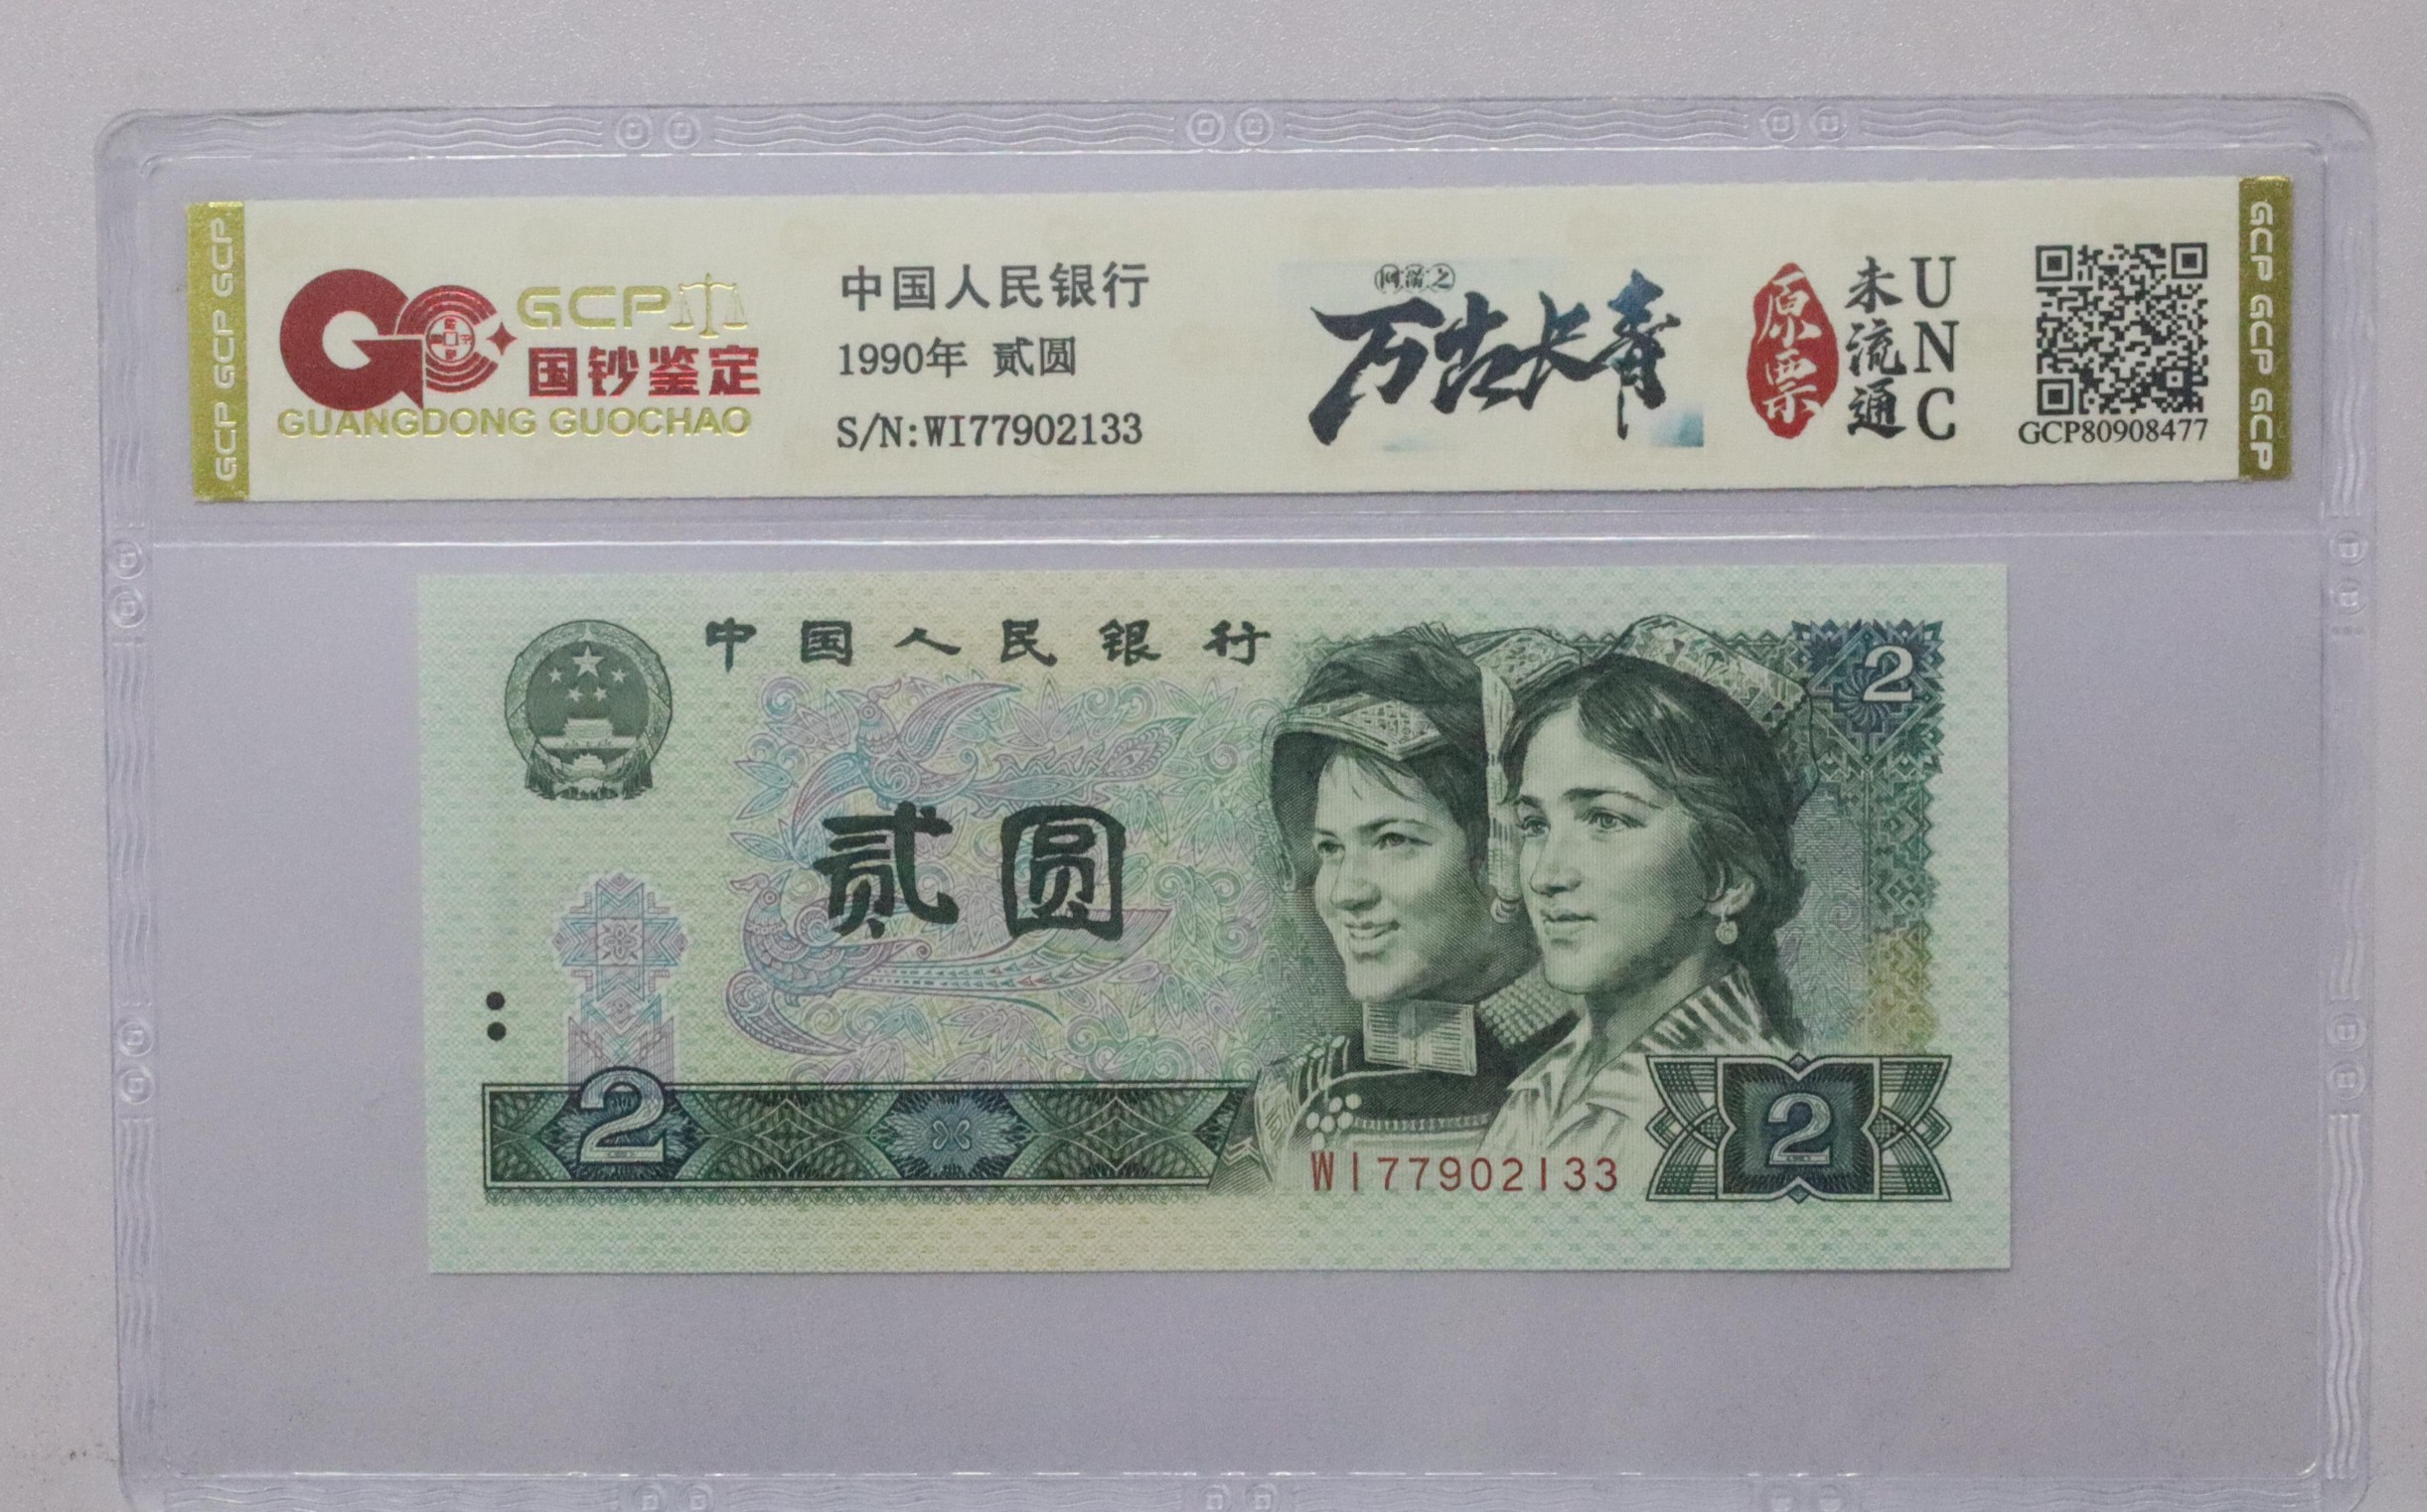 GCP GCP GCP
GCP
国钞鉴定
GUANGDONG GUOCHAO
中国人民银行
1990年 贰圆
S/N:WI77902133
万古长青
原票
未流通
UNC
GCP80908477
GCP GCP GCP
中国人民银行
2
贰圆
2
WI77902133
2